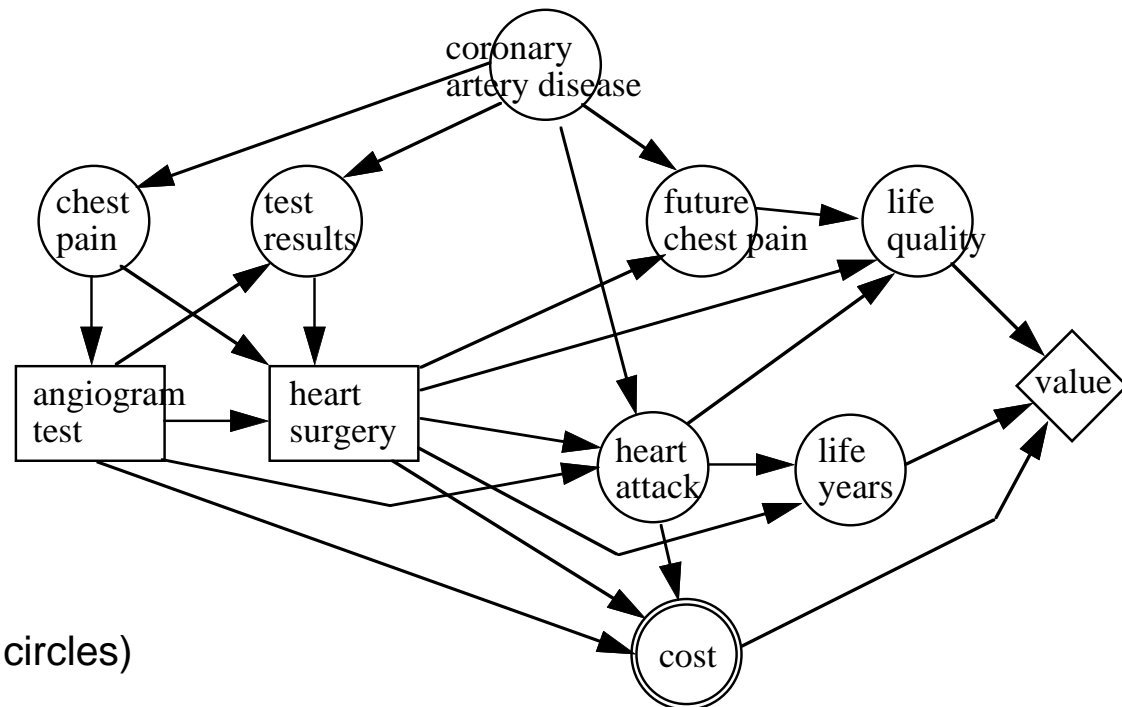 coronary
artery disease
chest
pain
test
results
future
chest pain
life
quality
angiogram
test
heart
surgery
value
heart
attack
life
years
circles)
cost